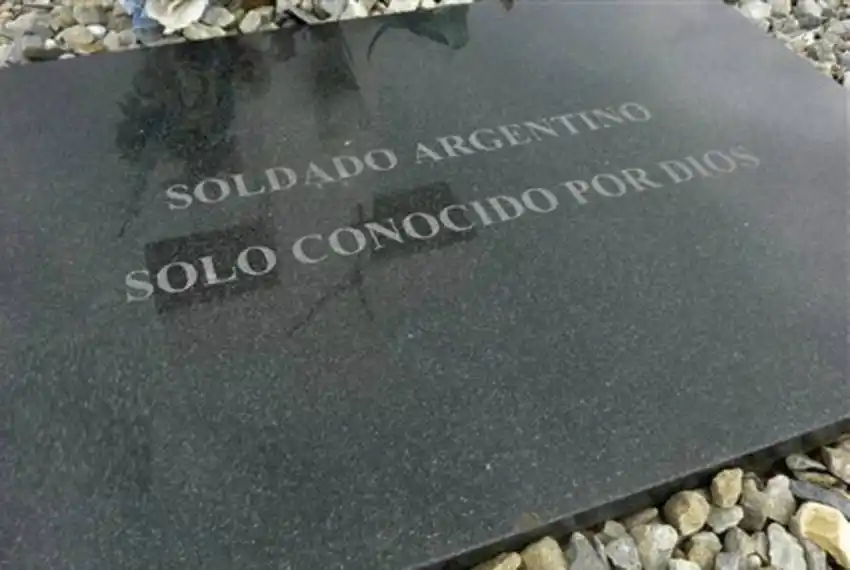 SOLDADO ARGENTINO
SOLO CONOCIDO POR DIOS